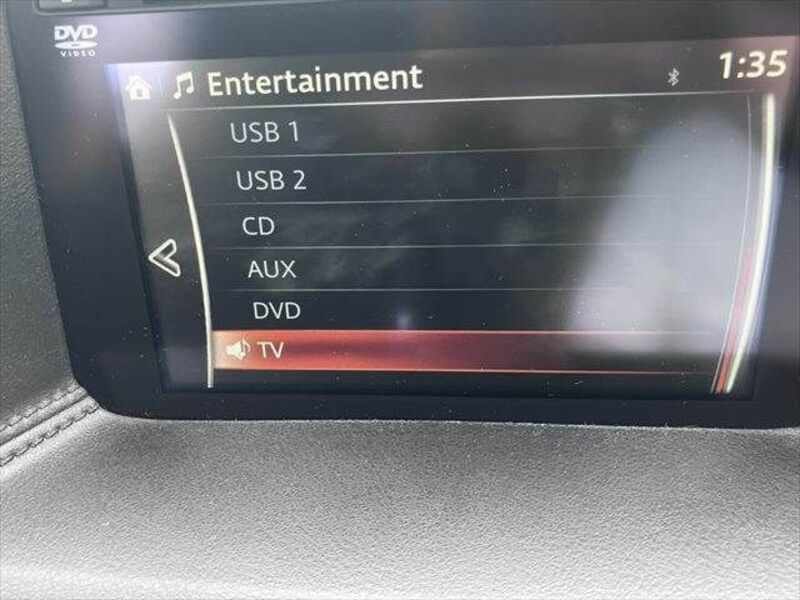 DVD
VIDEO
Entertainment
1:35
USB 1
USB 2
CD
AUX
DVD
TV